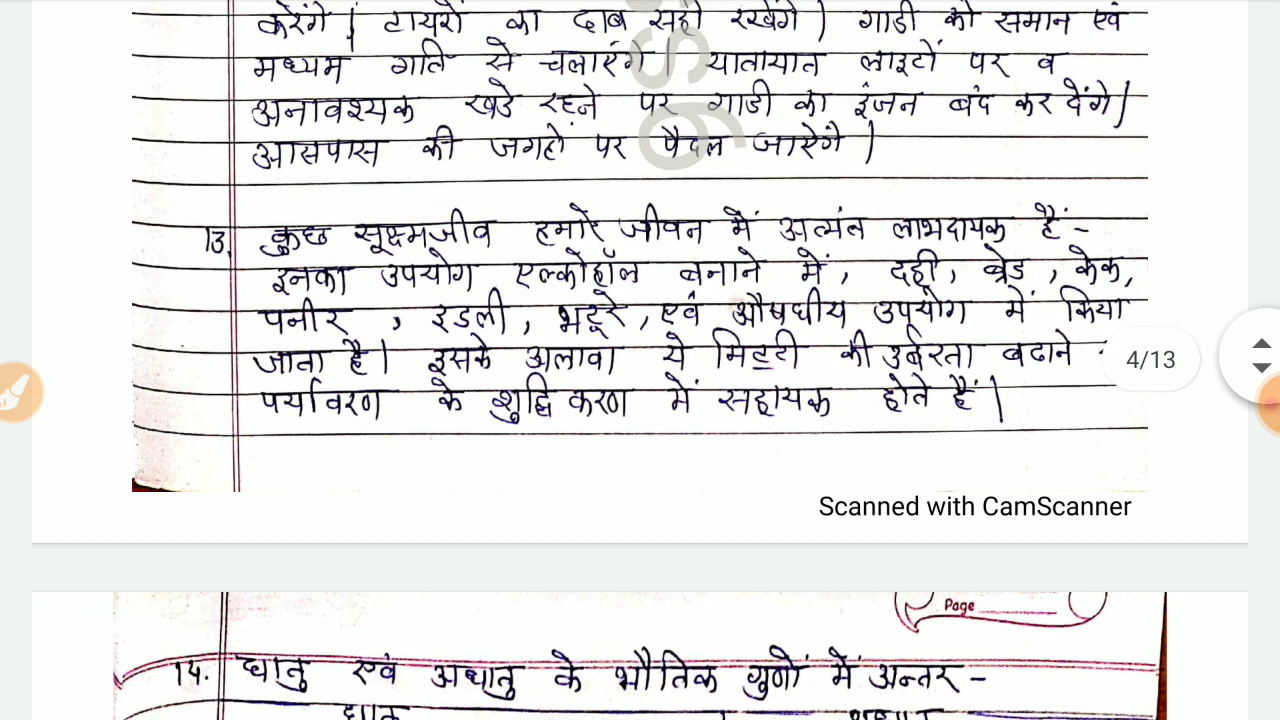 करेंगे। टायरों का दाब सही रखेंगे। गाडी को समान एवं
मध्यम गति से चलाएंगे। यातायात लाइटों पर व
अनावश्यक खडे रहने पर गाडी का इंजन बंद कर देंगे।
आसपास की जगहों पर पैदल जाऐंगे।
13. कुछ सूक्ष्मजीव हमारे जीवन में अत्यंत लाभदायक हैं-
इनका उपयोग एल्कोहॉल बनाने में, दही, ब्रेड, केक,
पनीर, इडली, भटूरे, एवं औषधीय उपयोग में किया
जाता है। इसके अलावा ये मिट्टी की उर्बरता बढाने
4/13
पर्यावरण के शुद्धिकरण में सहायक होते हैं।
Scanned with CamScanner
Page
14. धातु एवं अधातु के भौतिक गुणों में अन्तर-